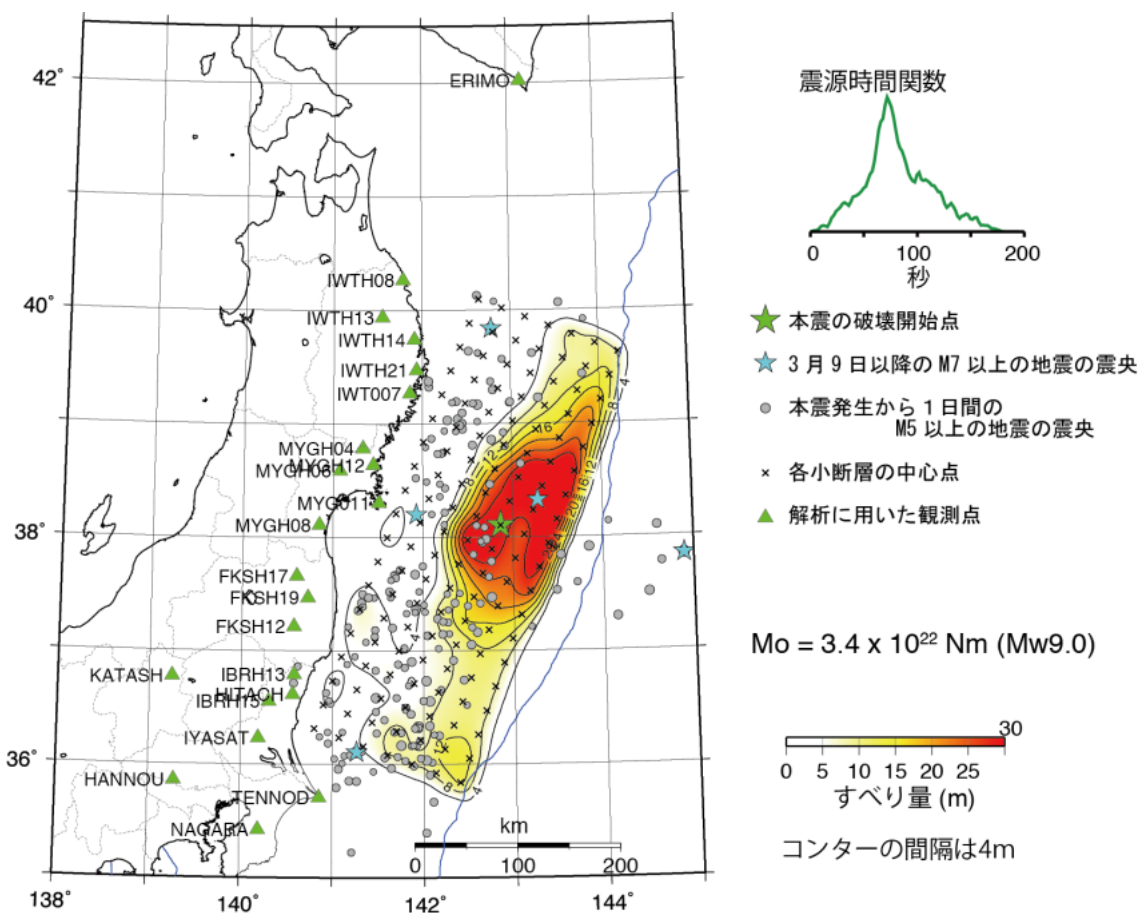 42°
40°
38°
36°
138°
140°
142°
144°
ERIMO
IWTH08
IWTH13
IWTH14
IWTH21
IWT007
MYGH04
MYGH12
MYGH06
MYG011
MYGH08
FKSH17
FKSH19
FKSH12
KATASH
IBRH13
HITACH
IBRH15
IYASAT
HANNOU
TENNOD
NAGARA
km
0 100 200
震源時間関数
0 100 200
秒
本震の破壊開始点
3月9日以降のM7以上の地震の震央
本震発生から1日間の
M5以上の地震の震央
各小断層の中心点
解析に用いた観測点
Mo = 3.4 x 10²² Nm (Mw9.0)
30
0 5 10 15 20 25
すべり量 (m)
コンターの間隔は4m